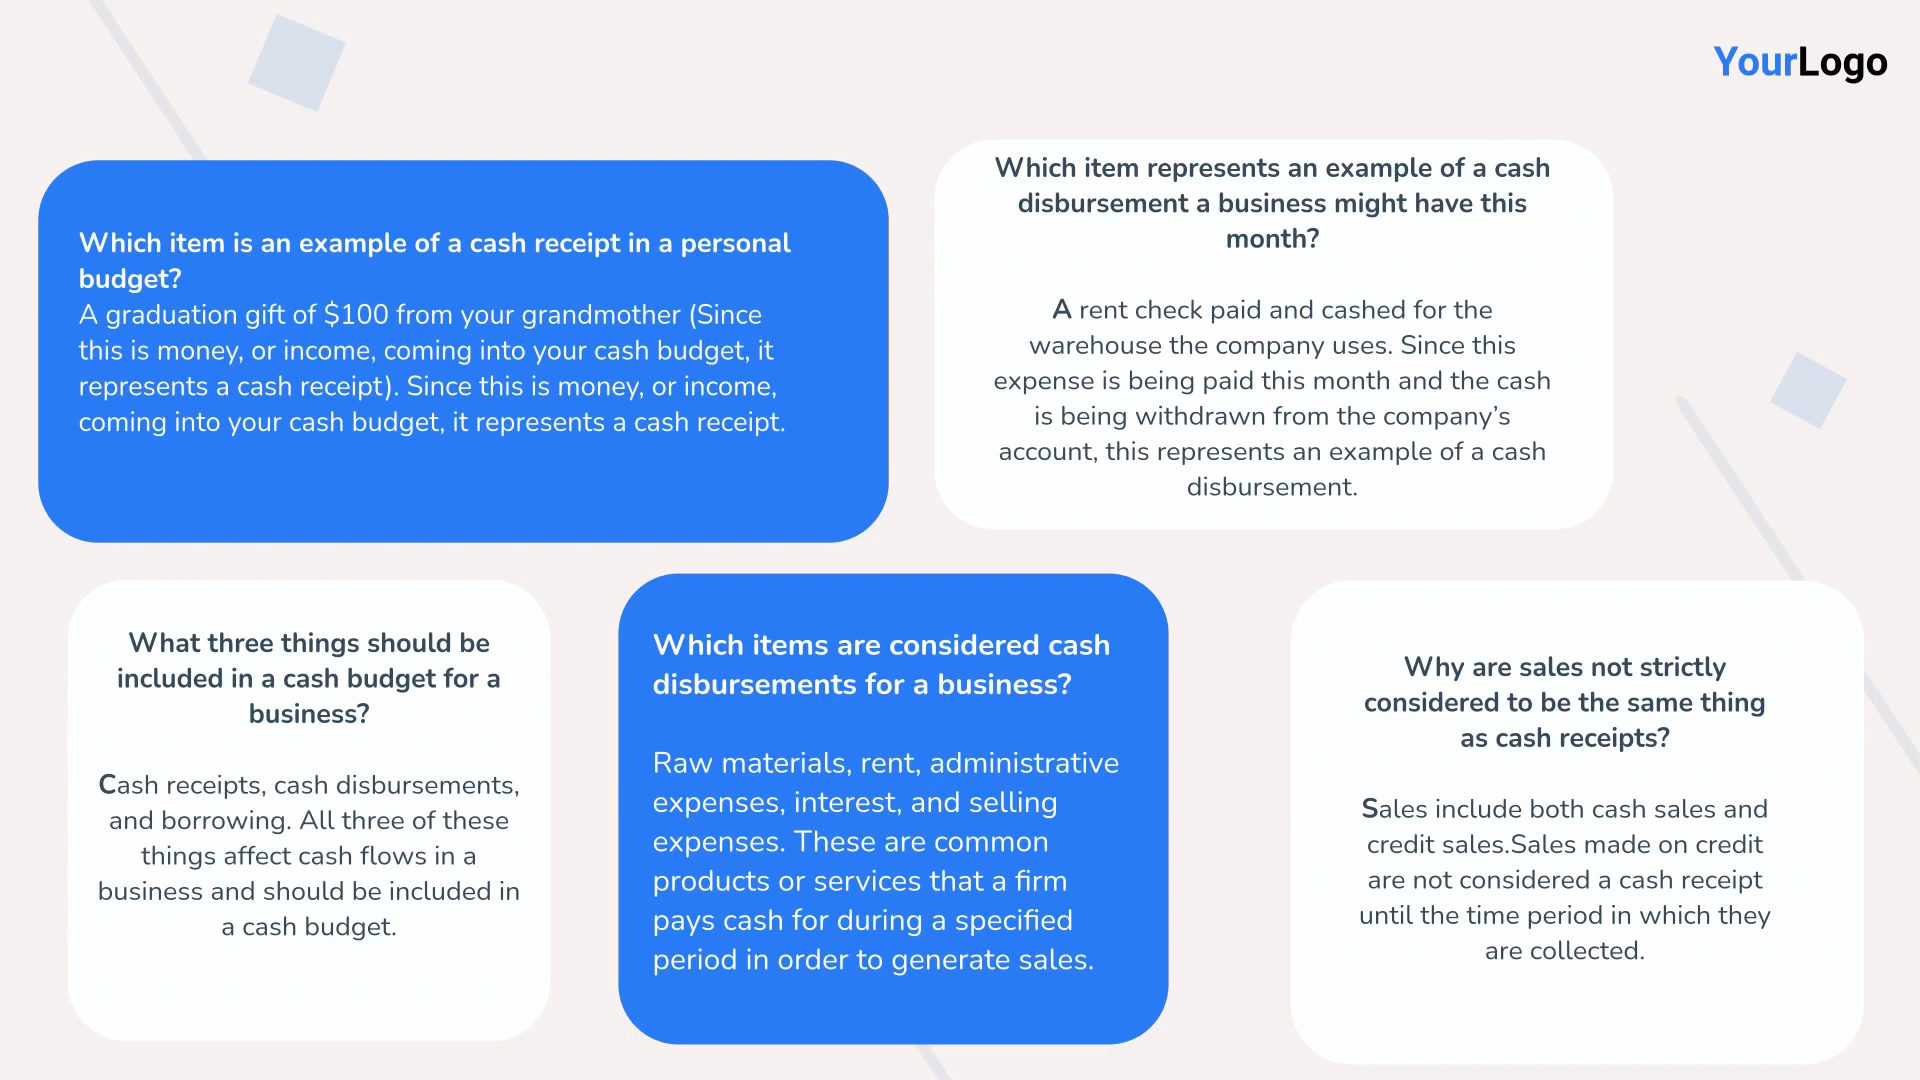 YourLogo
Which item is an example of a cash receipt in a personal
budget?
A graduation gift of $100 from your grandmother (Since
this is money, or income, coming into your cash budget, it
represents a cash receipt). Since this is money, or income,
coming into your cash budget, it represents a cash receipt.
Which item represents an example of a cash
disbursement a business might have this
month?
A rent check paid and cashed for the
warehouse the company uses. Since this
expense is being paid this month and the cash
is being withdrawn from the company’s
account, this represents an example of a cash
disbursement.
What three things should be
included in a cash budget for a
business?
Cash receipts, cash disbursements,
and borrowing. All three of these
things affect cash flows in a
business and should be included in
a cash budget.
Which items are considered cash
disbursements for a business?
Raw materials, rent, administrative
expenses, interest, and selling
expenses. These are common
products or services that a firm
pays cash for during a specified
period in order to generate sales.
Why are sales not strictly
considered to be the same thing
as cash receipts?
Sales include both cash sales and
credit sales.Sales made on credit
are not considered a cash receipt
until the time period in which they
are collected.